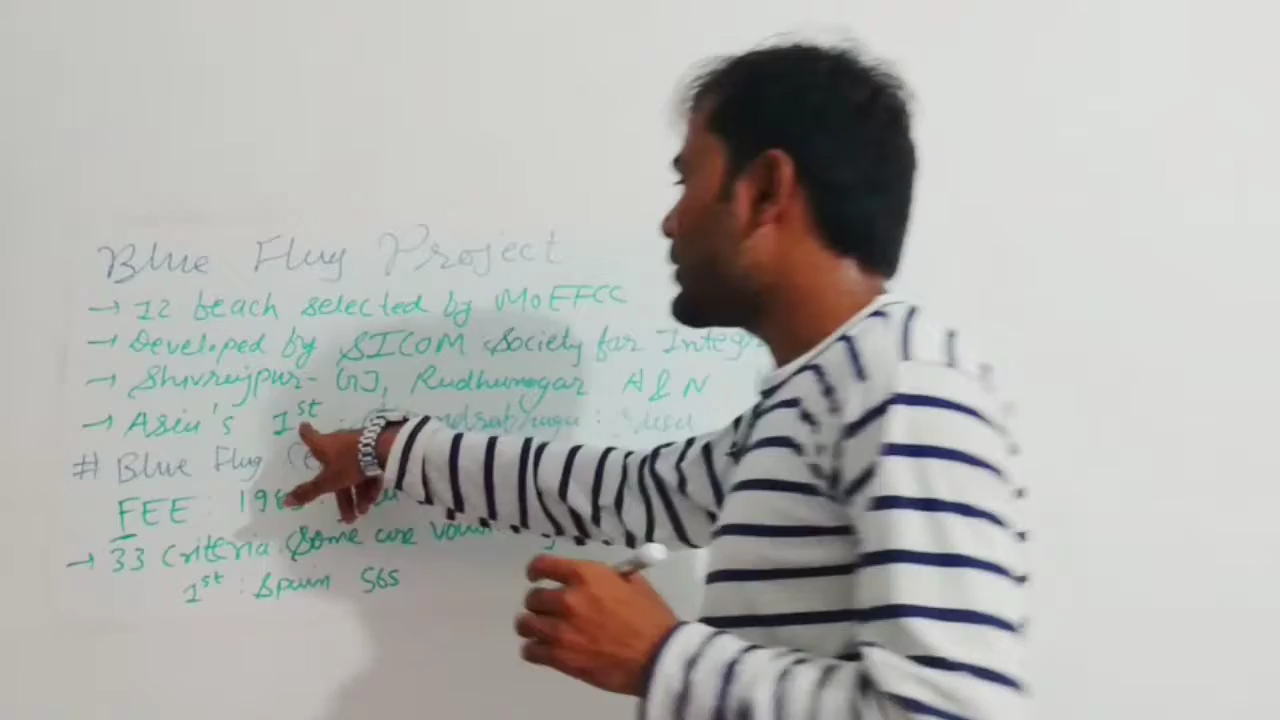 Blue Flag Project
→ 12 beach selected by MoEFCC
→ Developed by SICOM Society for Integ
→ Shivrajpur - GJ, Radhanagar A & N
→ Asia's 1st :
# Blue Flag
FEE : 198
→ 33 criteria Some are
1st : Spain 565